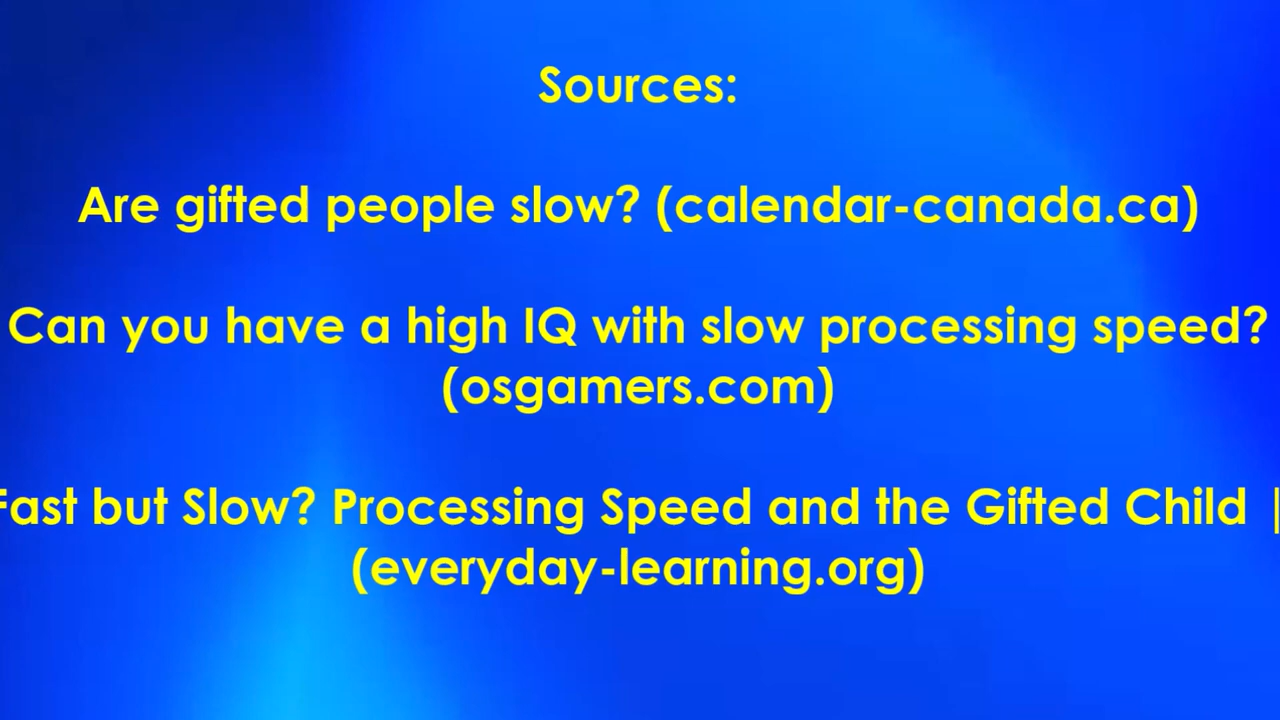 Sources:
Are gifted people slow? (calendar-canada.ca)
Can you have a high IQ with slow processing speed?
(osgamers.com)
Fast but Slow? Processing Speed and the Gifted Child |
(everyday-learning.org)